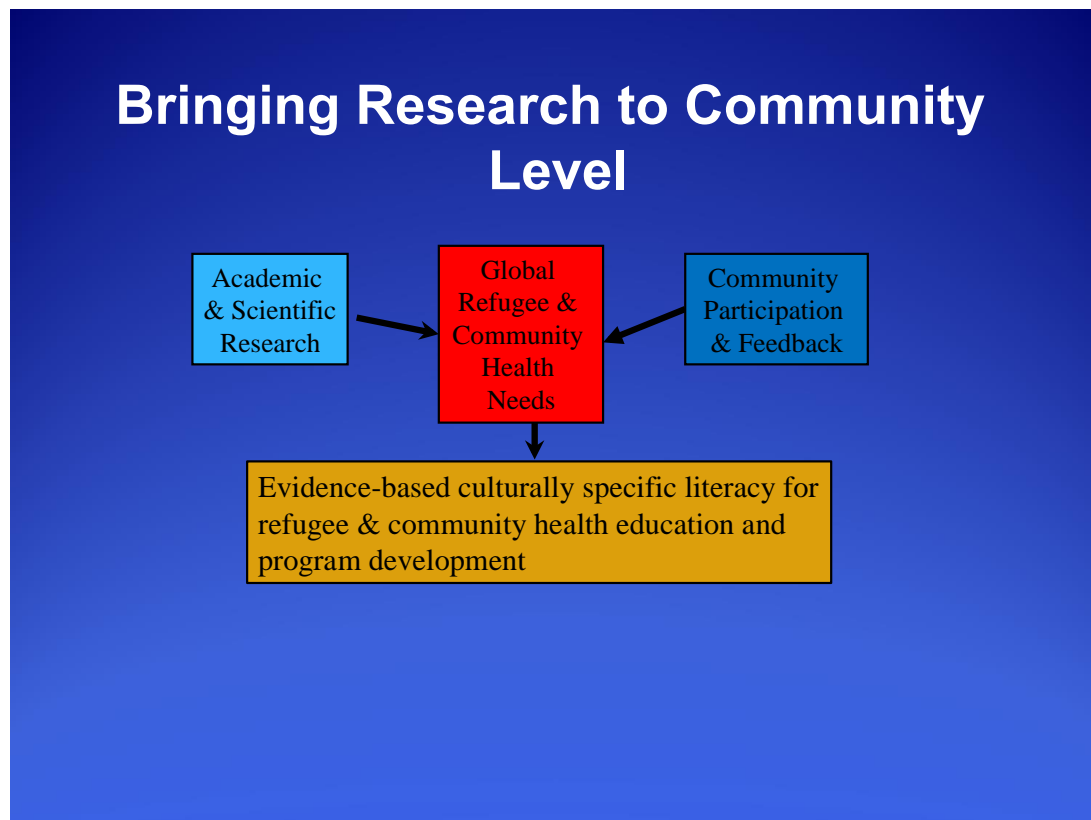 Bringing Research to Community
Level
Academic
& Scientific
Research
Global
Refugee &
Community
Health
Needs
Community
Participation
& Feedback
Evidence-based culturally specific literacy for
refugee & community health education and
program development